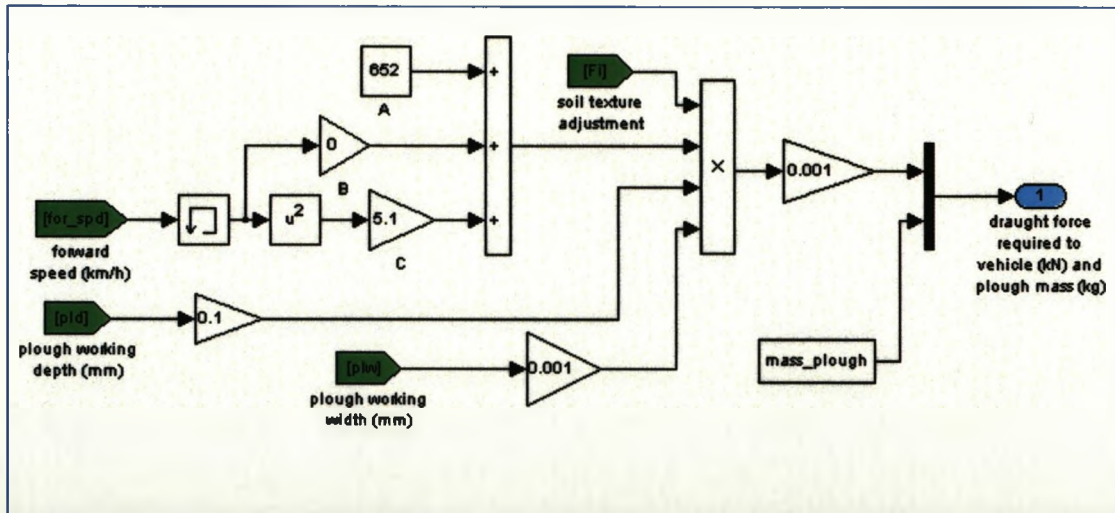 652
A
[Fi]
soil texture
adjustment
0
B
×
0.001
[for_spd]
u²
5.1
C
forward
speed (km/h)
1
draught force
required to
vehicle (kN) and
plough mass (kg)
[pld]
0.1
plough working
depth (mm)
[plw]
0.001
plough working
width (mm)
mass_plough
+
+
+